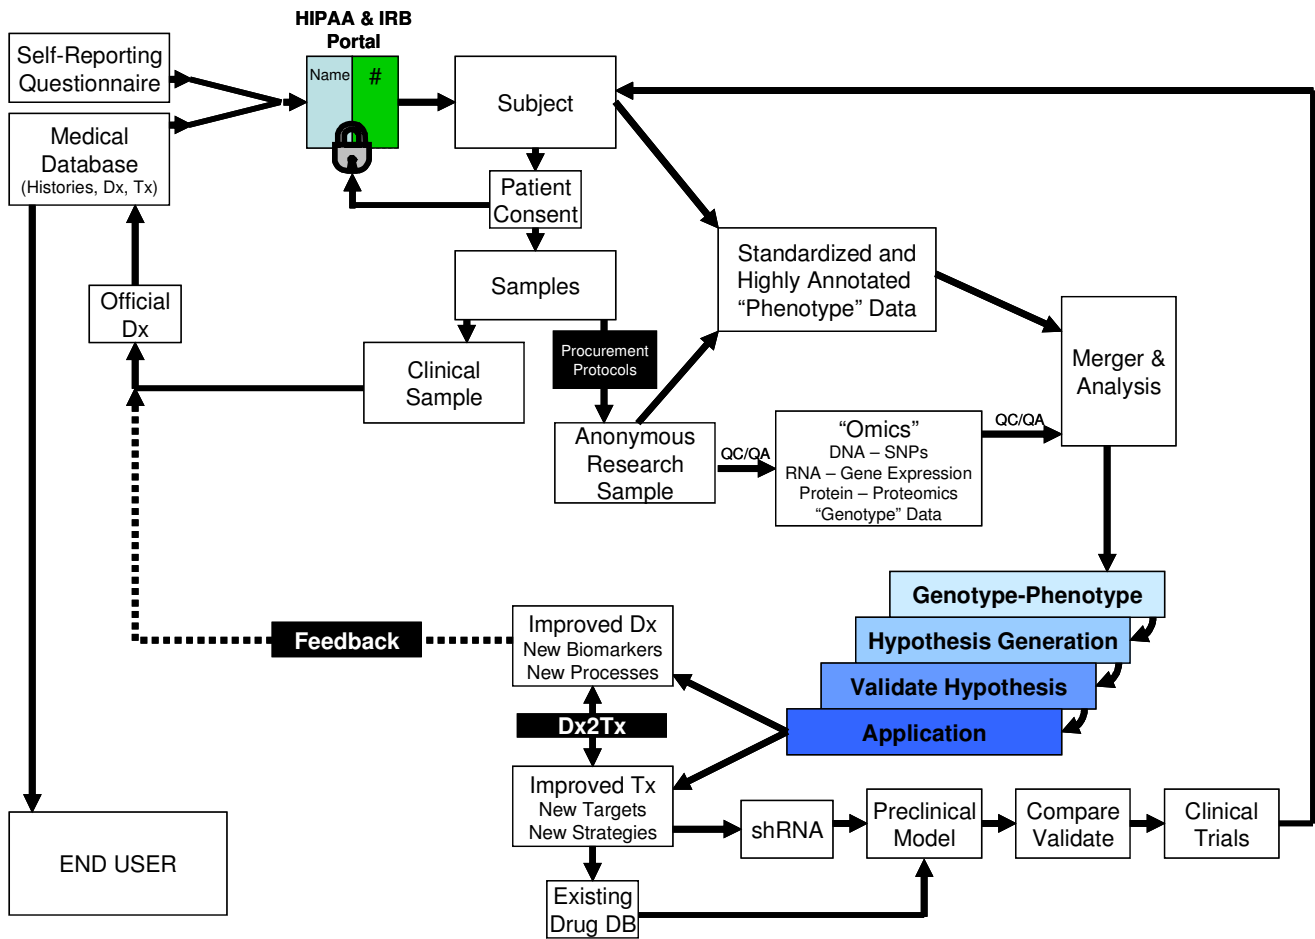 HIPAA & IRB
Portal
Self-Reporting
Questionnaire
Name
#
Subject
Medical
Database
(Histories, Dx, Tx)
Patient
Consent
Standardized and
Highly Annotated
“Phenotype” Data
Samples
Official
Dx
Procurement
Protocols
Clinical
Sample
Merger &
Analysis
Anonymous
Research
Sample
QC/QA
“Omics”
DNA – SNPs
RNA – Gene Expression
Protein – Proteomics
“Genotype” Data
QC/QA
Genotype-Phenotype
Hypothesis Generation
Validate Hypothesis
Application
Feedback
Improved Dx
New Biomarkers
New Processes
Dx2Tx
Improved Tx
New Targets
New Strategies
shRNA
Preclinical
Model
Compare
Validate
Clinical
Trials
END USER
Existing
Drug DB